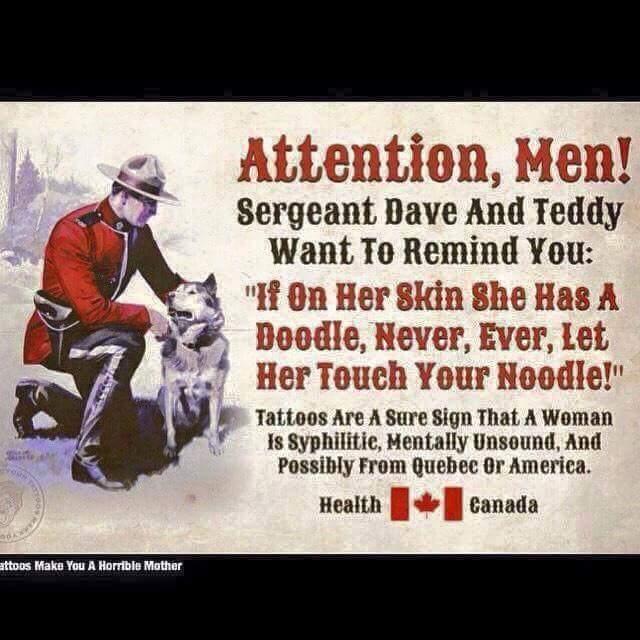 Attention, Men!
Sergeant Dave And Teddy
Want To Remind You:
"If On Her Skin She Has A
Doodle, Never, Ever, Let
Her Touch Your Noodle!"
Tattoos Are A Sure Sign That A Woman
Is Syphilitic, Mentally Unsound, And
Possibly From Quebec Or America.
Health Canada
attoos Make You A Horrible Mother